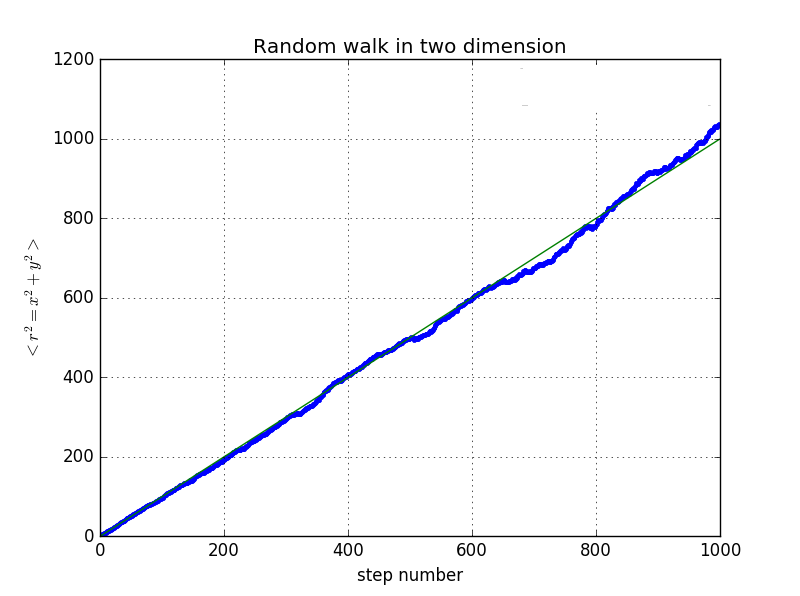 Random walk in two dimension
1200
1000
800
600
400
200
0
< r² = x² + y² >
0 200 400 600 800 1000
step number